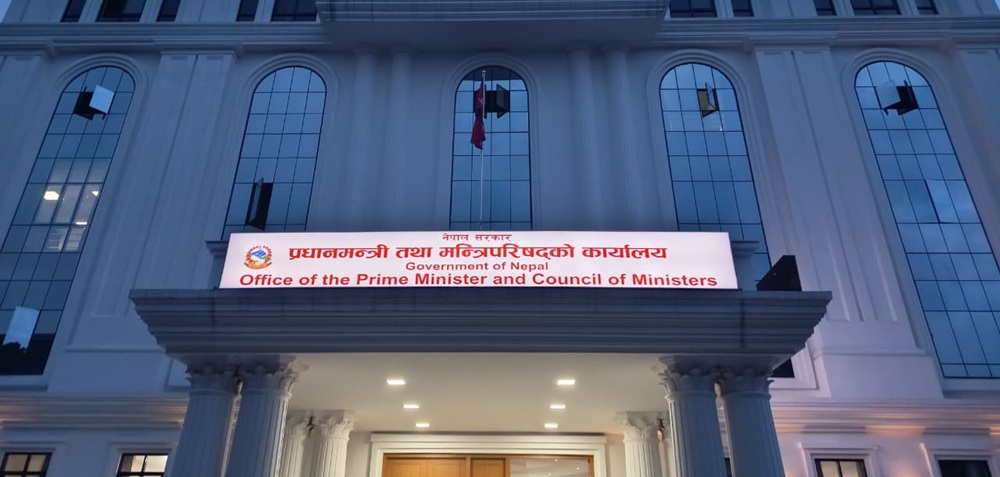 नेपाल सरकार
प्रधानमन्त्री तथा मन्त्रिपरिषद्को कार्यालय
Government of Nepal
Office of the Prime Minister and Council of Ministers